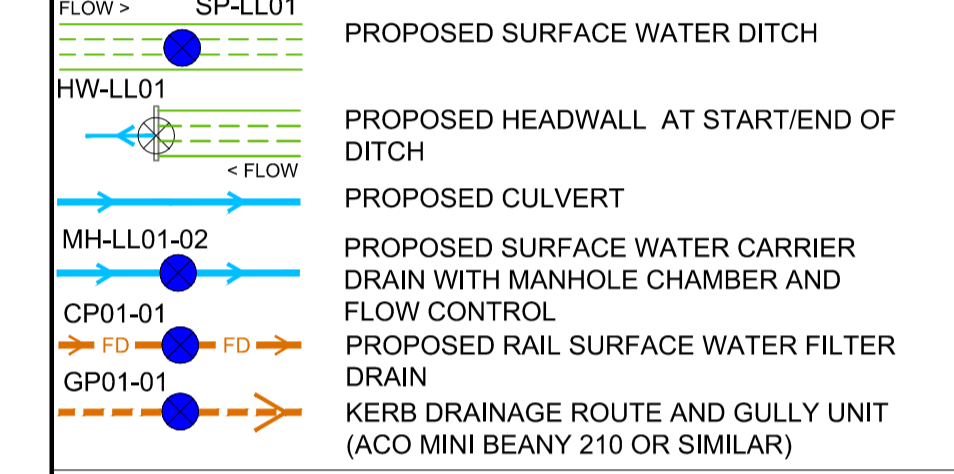 FLOW > SP-LL01
PROPOSED SURFACE WATER DITCH
HW-LL01
PROPOSED HEADWALL AT START/END OF
DITCH
< FLOW
PROPOSED CULVERT
MH-LL01-02
PROPOSED SURFACE WATER CARRIER
DRAIN WITH MANHOLE CHAMBER AND
FLOW CONTROL
CP01-01
FD FD
PROPOSED RAIL SURFACE WATER FILTER
DRAIN
GP01-01
KERB DRAINAGE ROUTE AND GULLY UNIT
(ACO MINI BEANY 210 OR SIMILAR)